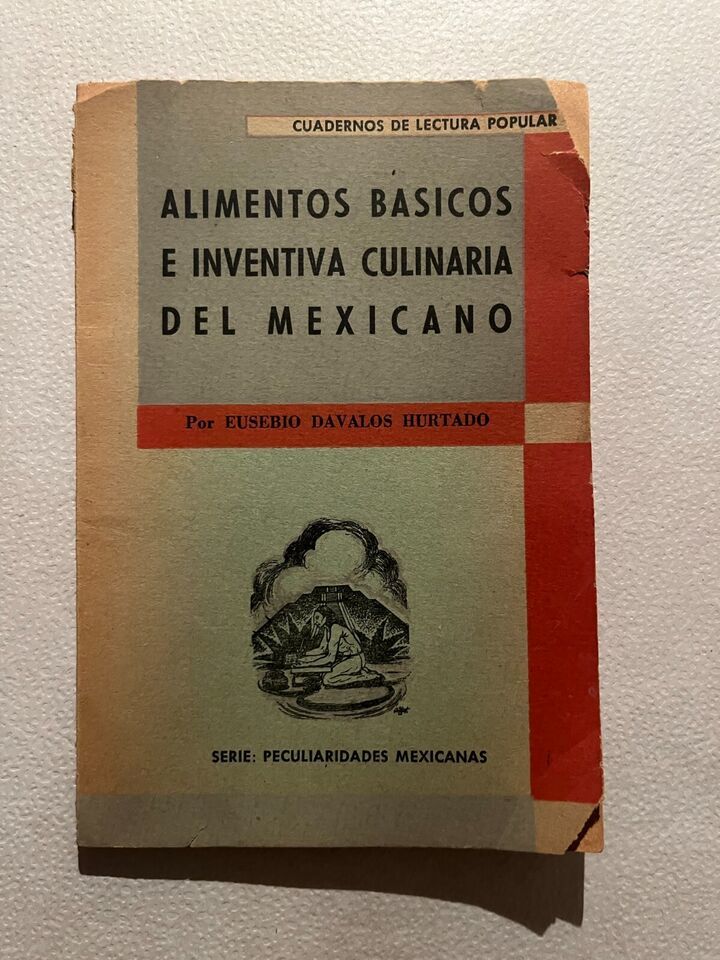 CUADERNOS DE LECTURA POPULAR
ALIMENTOS BASICOS
E INVENTIVA CULINARIA
DEL MEXICANO
Por EUSEBIO DAVALOS HURTADO
SERIE: PECULIARIDADES MEXICANAS